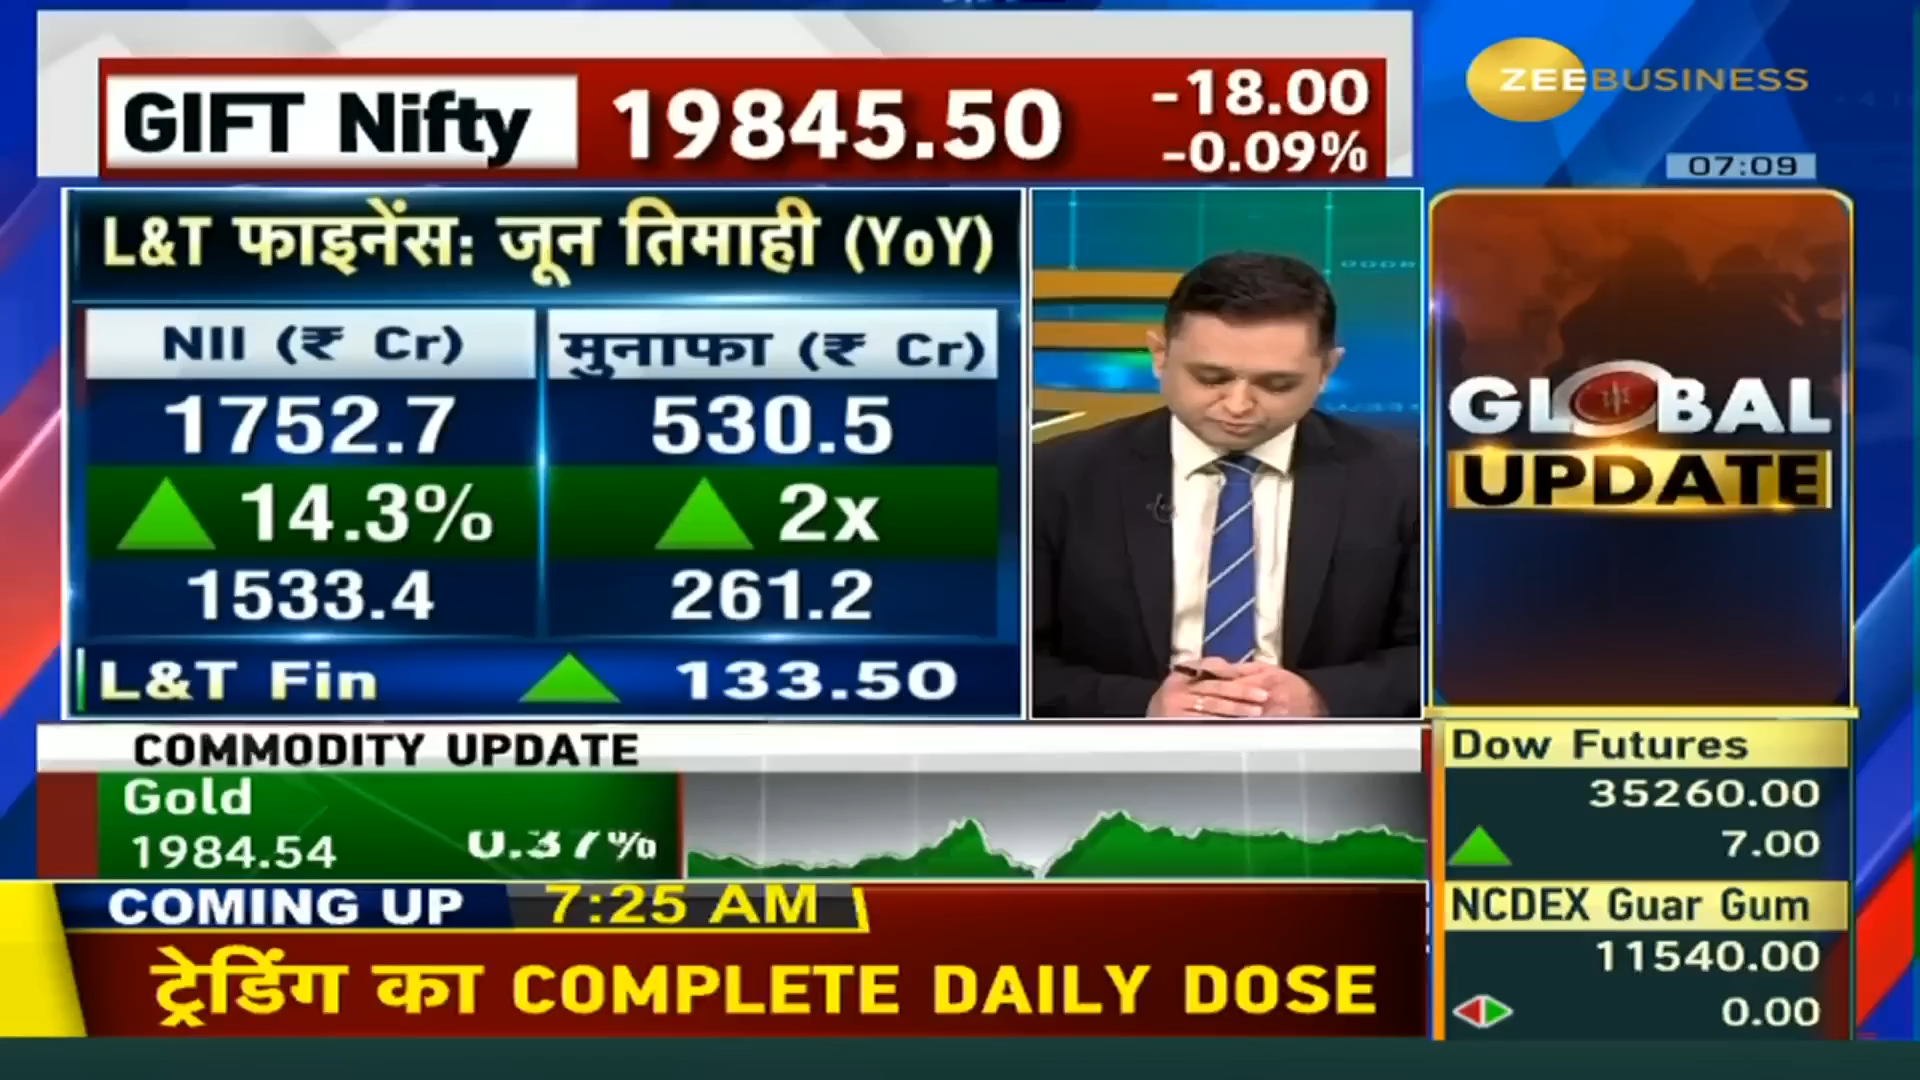 GIFT Nifty
19845.50
-18.00
-0.09%
ZEEBUSINESS
07:09
L&T फाइनेंस: जून तिमाही (YoY)
NII (₹ Cr)
मुनाफा (₹ Cr)
1752.7
530.5
14.3%
2x
1533.4
261.2
L&T Fin
133.50
GLOBAL
UPDATE
COMMODITY UPDATE
Gold
1984.54
0.37%
Dow Futures
35260.00
7.00
COMING UP
7:25 AM
ट्रेडिंग का COMPLETE DAILY DOSE
NCDEX Guar Gum
11540.00
0.00